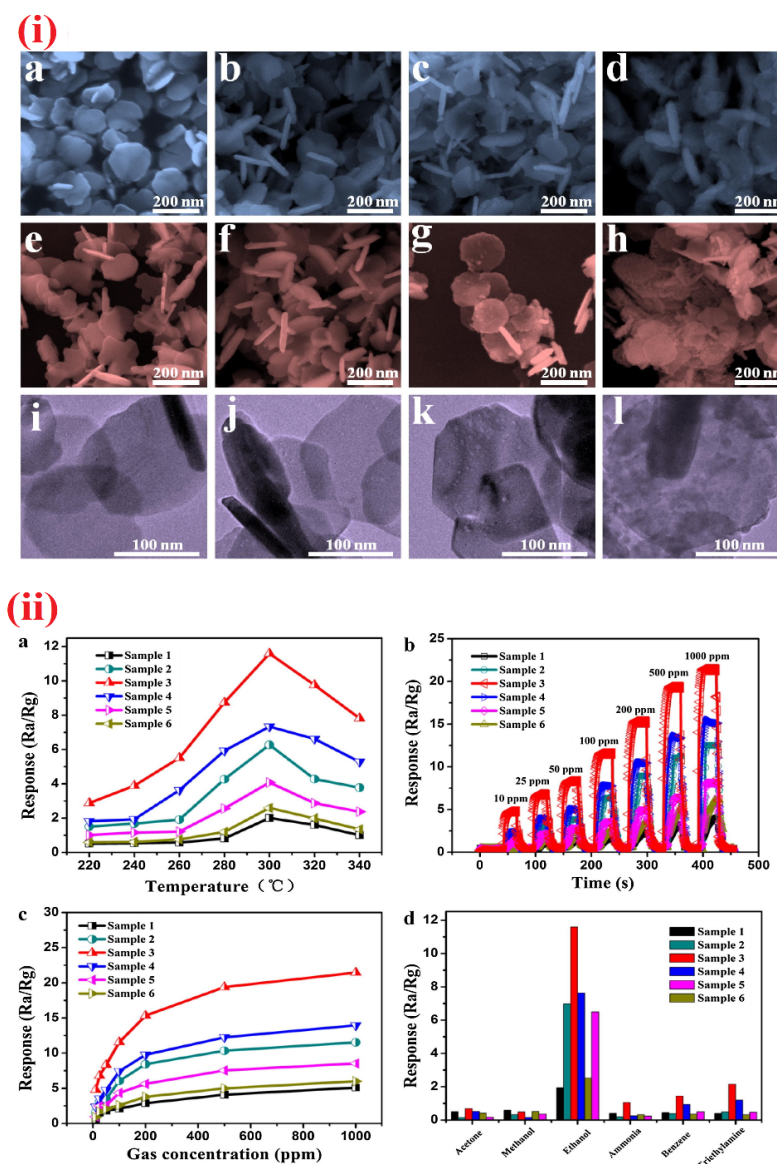 (i)
a b c d
200 nm 200 nm 200 nm 200 nm
e f g h
200 nm 200 nm 200 nm 200 nm
i j k l
100 nm 100 nm 100 nm 100 nm
(ii)
a
Response (Ra/Rg)
12
10
8
6
4
2
0
Sample 1
Sample 2
Sample 3
Sample 4
Sample 5
Sample 6
220 240 260 280 300 320 340
Temperature (℃)
b
Response (Ra/Rg)
25
20
15
10
5
0
Sample 1
Sample 2
Sample 3
Sample 4
Sample 5
Sample 6
10 ppm
25 ppm
50 ppm
100 ppm
200 ppm
500 ppm
1000 ppm
0 100 200 300 400 500
Time (s)
c
Response (Ra/Rg)
30
25
20
15
10
5
0
Sample 1
Sample 2
Sample 3
Sample 4
Sample 5
Sample 6
0 200 400 600 800 1000
Gas concentration (ppm)
d
Response (Ra/Rg)
12
10
8
6
4
2
0
Sample 1
Sample 2
Sample 3
Sample 4
Sample 5
Sample 6
Acetone
Methanol
Ethanol
Ammonia
Benzene